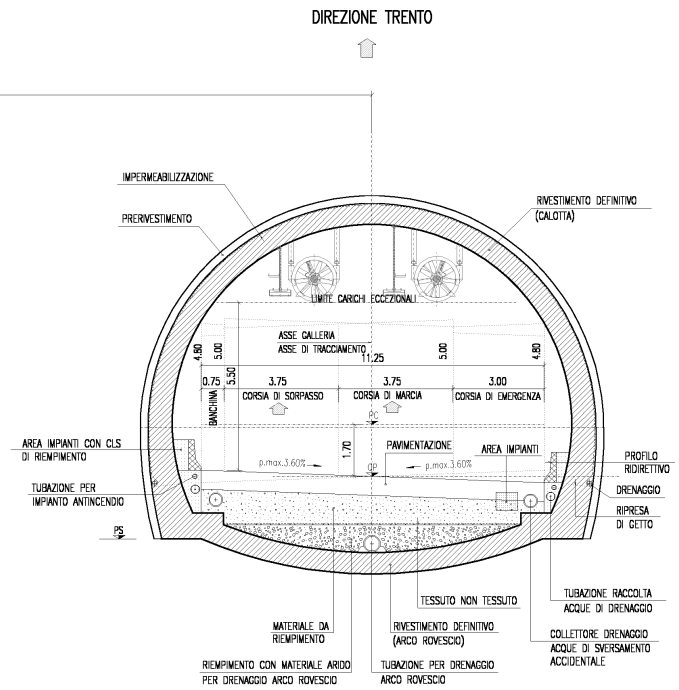 DIREZIONE TRENTO
IMPERMEABILIZZAZIONE
PRERIVESTIMENTO
RIVESTIMENTO DEFINITIVO
(CALOTTA)
LIMITE CARICHI ECCEZIONALI
ASSE GALLERIA
ASSE DI TRACCIAMENTO
11.25
4.80
5.00
5.50
5.00
4.80
0.75
3.75
3.75
3.00
BANCHINA
CORSIA DI SORPASSO
CORSIA DI MARCIA
CORSIA DI EMERGENZA
PC
1.70
AREA IMPIANTI CON CLS
DI RIEMPIMENTO
PAVIMENTAZIONE
AREA IMPIANTI
p.max.3.60%
p.max.3.60%
PROFILO
RIDIRETTIVO
TUBAZIONE PER
IMPIANTO ANTINCENDIO
DRENAGGIO
RIPRESA
DI GETTO
PS
TESSUTO NON TESSUTO
TUBAZIONE RACCOLTA
ACQUE DI DRENAGGIO
MATERIALE DA
RIEMPIMENTO
RIVESTIMENTO DEFINITIVO
(ARCO ROVESCIO)
COLLETTORE DRENAGGIO
ACQUE DI SVERSAMENTO
ACCIDENTALE
RIEMPIMENTO CON MATERIALE ARIDO
PER DRENAGGIO ARCO ROVESCIO
TUBAZIONE PER DRENAGGIO
ARCO ROVESCIO